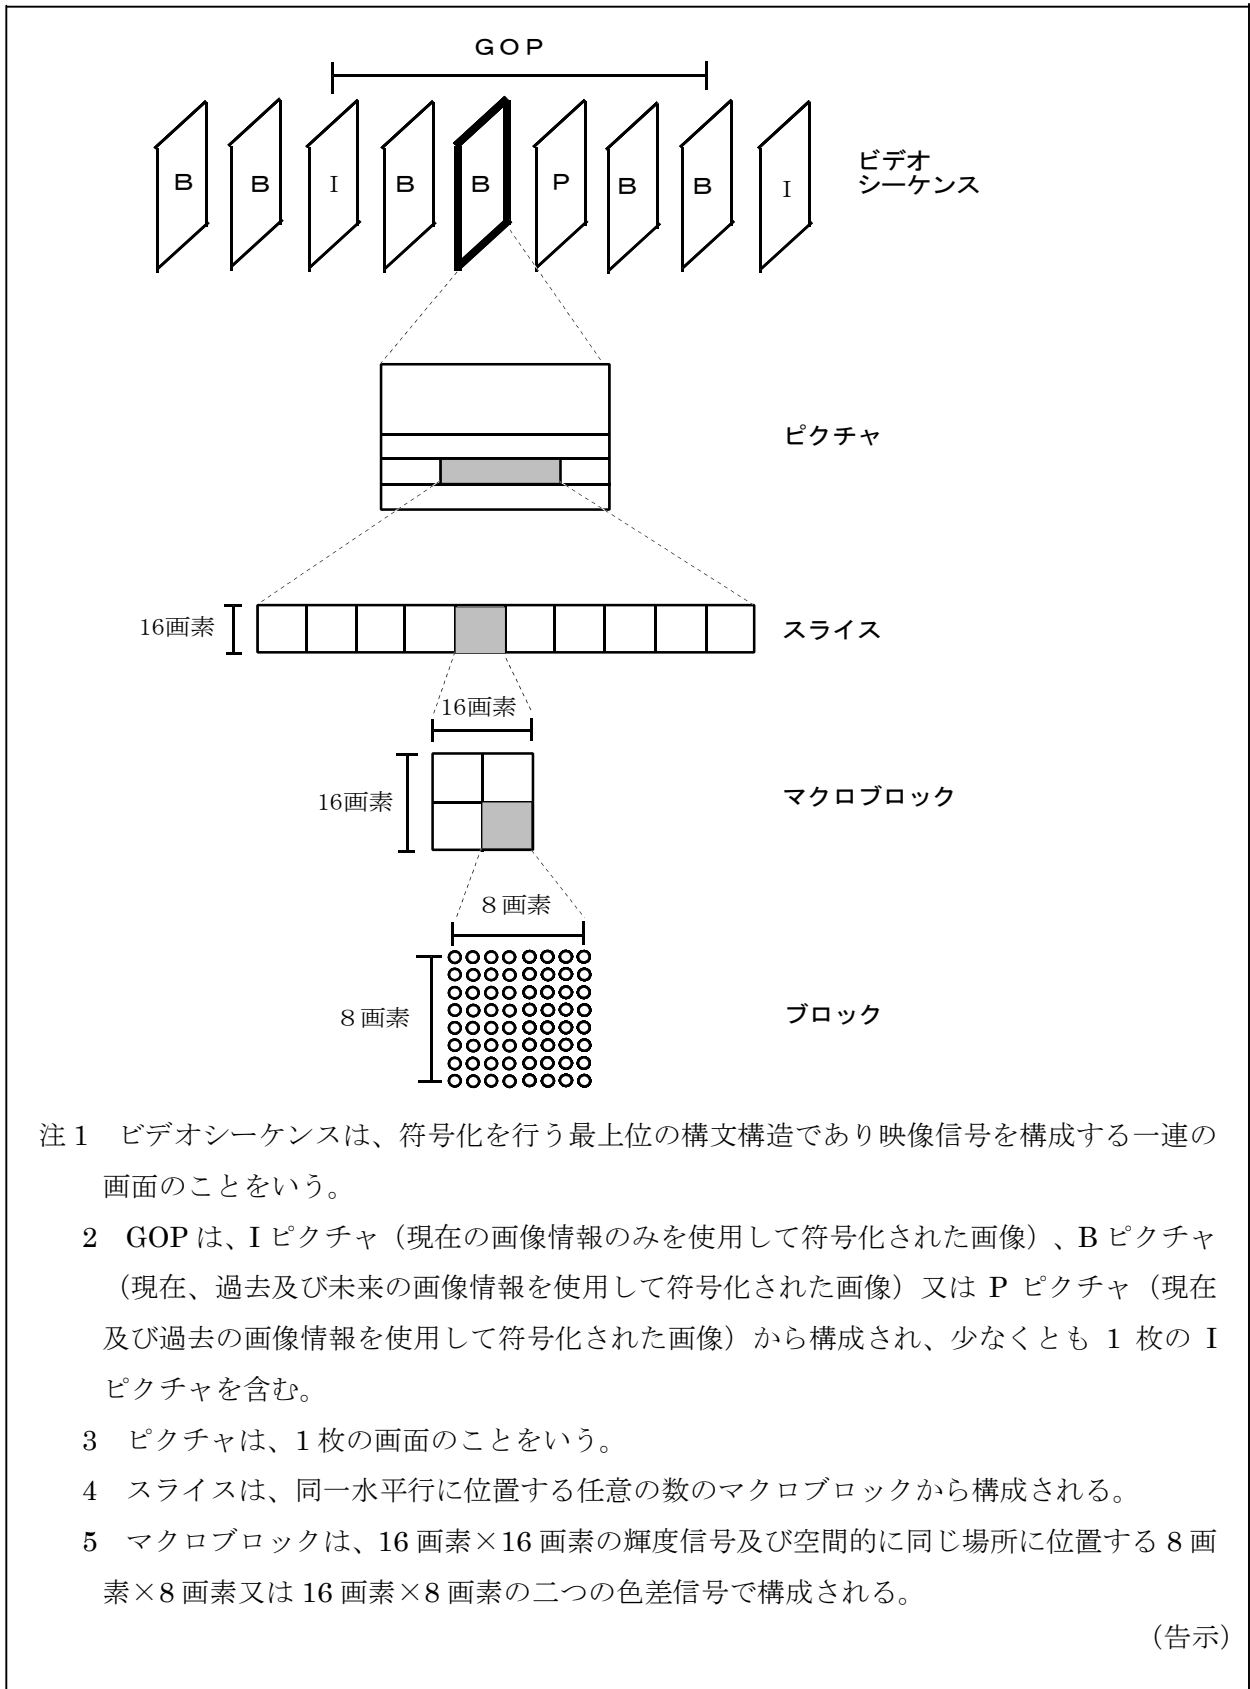 GOP
B B I B B P B B I
ビデオ
シーケンス
ピクチャ
16画素
スライス
16画素
16画素
マクロブロック
8画素
8画素
ブロック
注1 ビデオシーケンスは、符号化を行う最上位の構文構造であり映像信号を構成する一連の
画面のことをいう。
2 GOP は、I ピクチャ（現在の画像情報のみを使用して符号化された画像）、B ピクチャ
（現在、過去及び未来の画像情報を使用して符号化された画像）又は P ピクチャ（現在
及び過去の画像情報を使用して符号化された画像）から構成され、少なくとも 1 枚の I
ピクチャを含む。
3 ピクチャは、1 枚の画面のことをいう。
4 スライスは、同一水平行に位置する任意の数のマクロブロックから構成される。
5 マクロブロックは、16 画素×16 画素の輝度信号及び空間的に同じ場所に位置する 8 画
素×8 画素又は 16 画素×8 画素の二つの色差信号で構成される。
（告示）